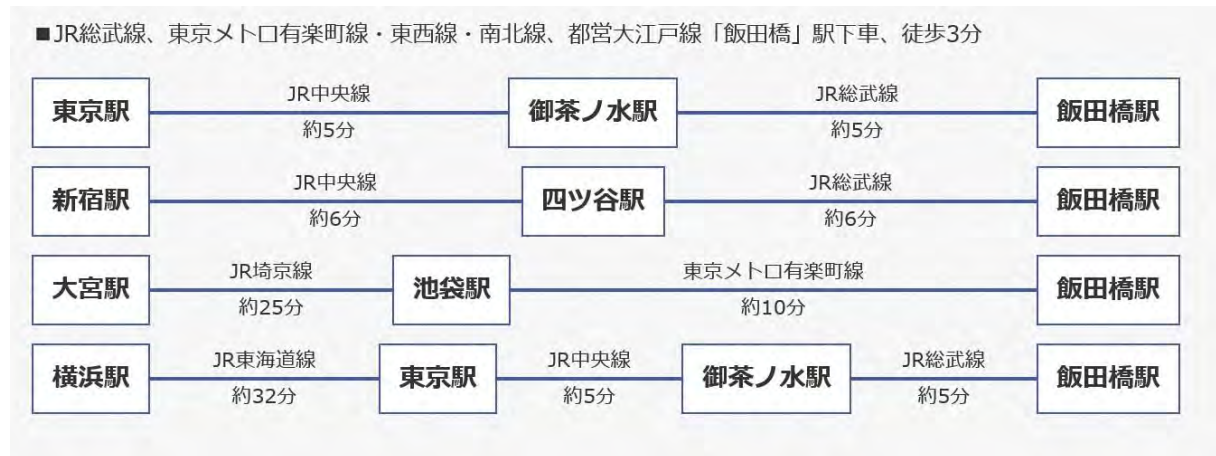 ■JR総武線、東京メトロ有楽町線・東西線・南北線、都営大江戸線「飯田橋」駅下車、徒歩3分
東京駅 JR中央線 約5分 御茶ノ水駅 JR総武線 約5分 飯田橋駅
新宿駅 JR中央線 約6分 四ツ谷駅 JR総武線 約6分 飯田橋駅
大宮駅 JR埼京線 約25分 池袋駅 東京メトロ有楽町線 約10分 飯田橋駅
横浜駅 JR東海道線 約32分 東京駅 JR中央線 約5分 御茶ノ水駅 JR総武線 約5分 飯田橋駅